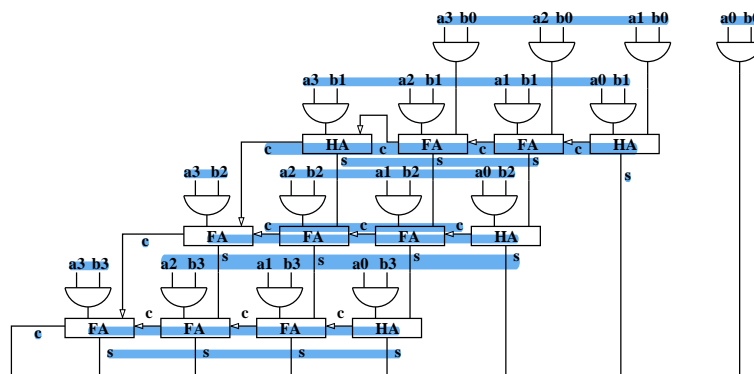 a3 b0 a2 b0 a1 b0 a0 b0
a3 b1 a2 b1 a1 b1 a0 b1
c HA c FA c FA c HA
s s s s
a3 b2 a2 b2 a1 b2 a0 b2
c FA c FA c FA c HA
s s s s
a3 b3 a2 b3 a1 b3 a0 b3
c FA c FA c FA c HA
s s s s